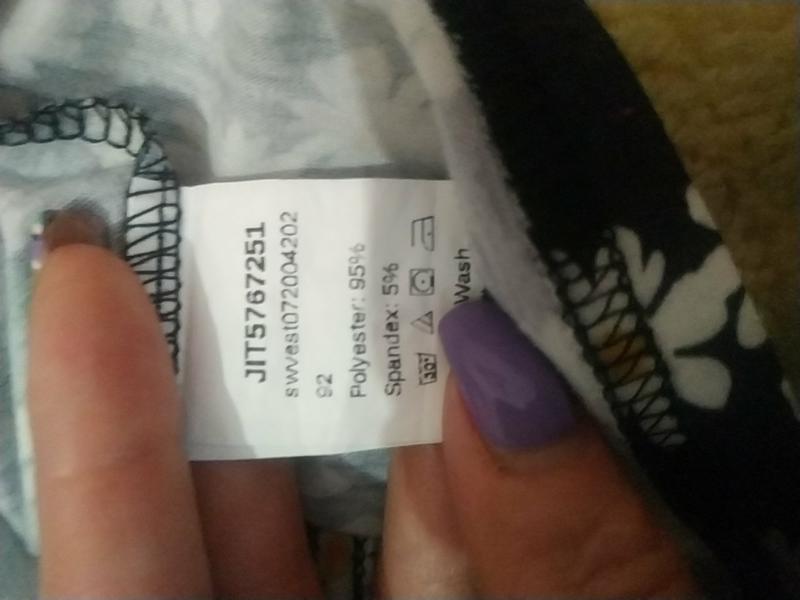 JIT5767251
swvest072004202
92
Polyester: 95%
Spandex: 5%
30°
Wash